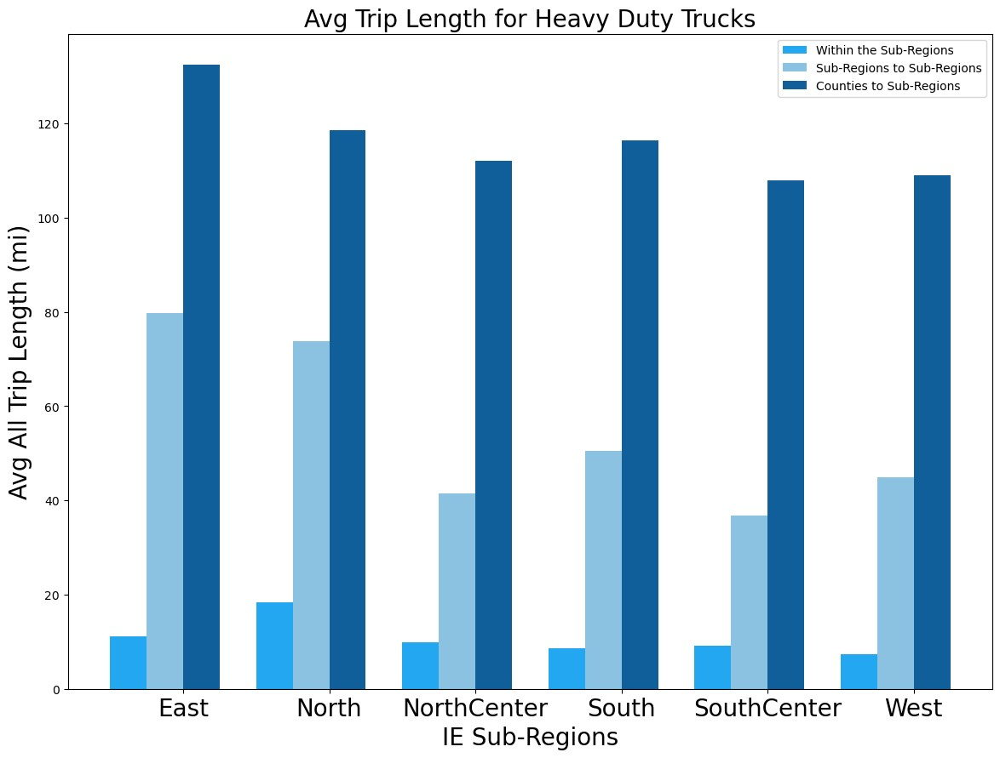 Avg Trip Length for Heavy Duty Trucks
Within the Sub-Regions
Sub-Regions to Sub-Regions
Counties to Sub-Regions
Avg All Trip Length (mi)
120
100
80
60
40
20
0
East North NorthCenter South SouthCenter West
IE Sub-Regions